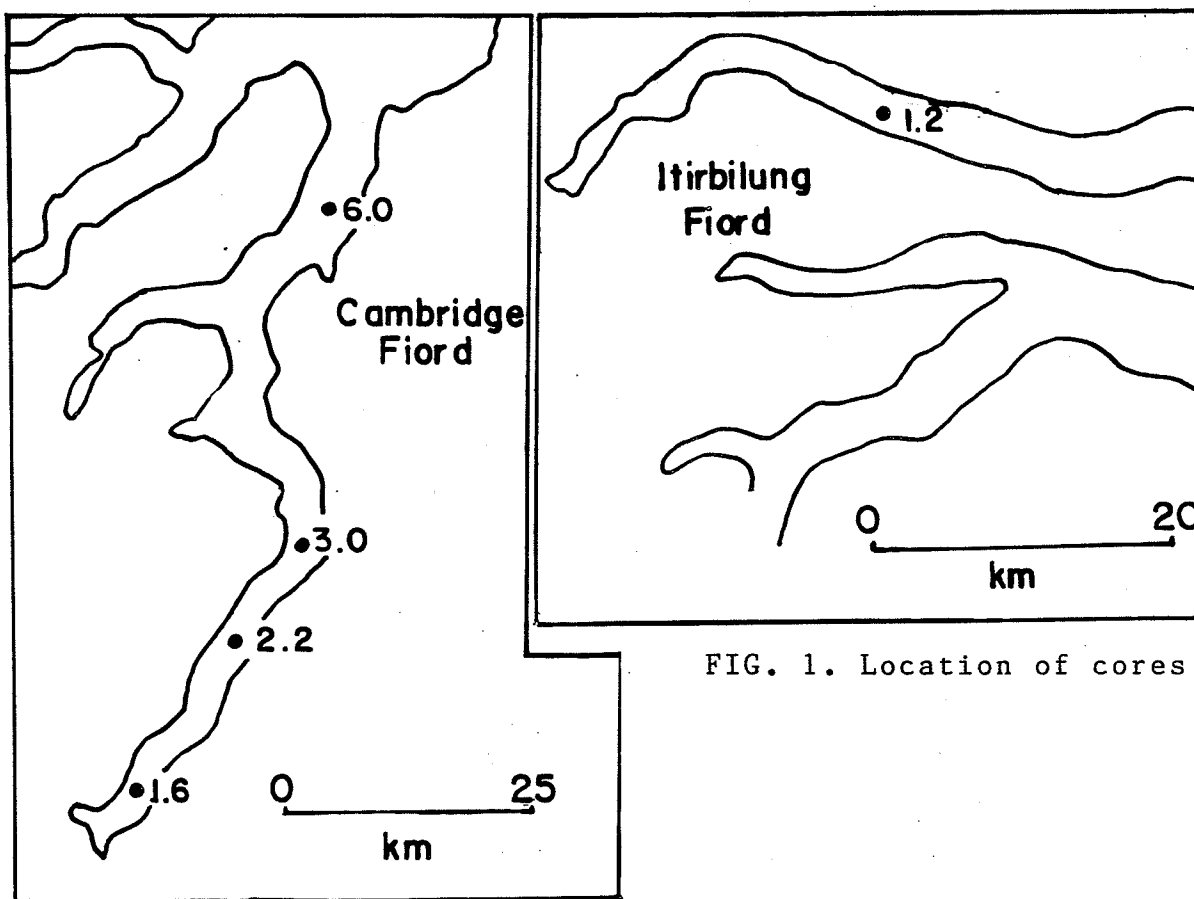 6.0
Cambridge
Fiord
3.0
2.2
1.6
0 25
km
1.2
Itirbilung
Fiord
0 20
km
FIG. 1. Location of cores